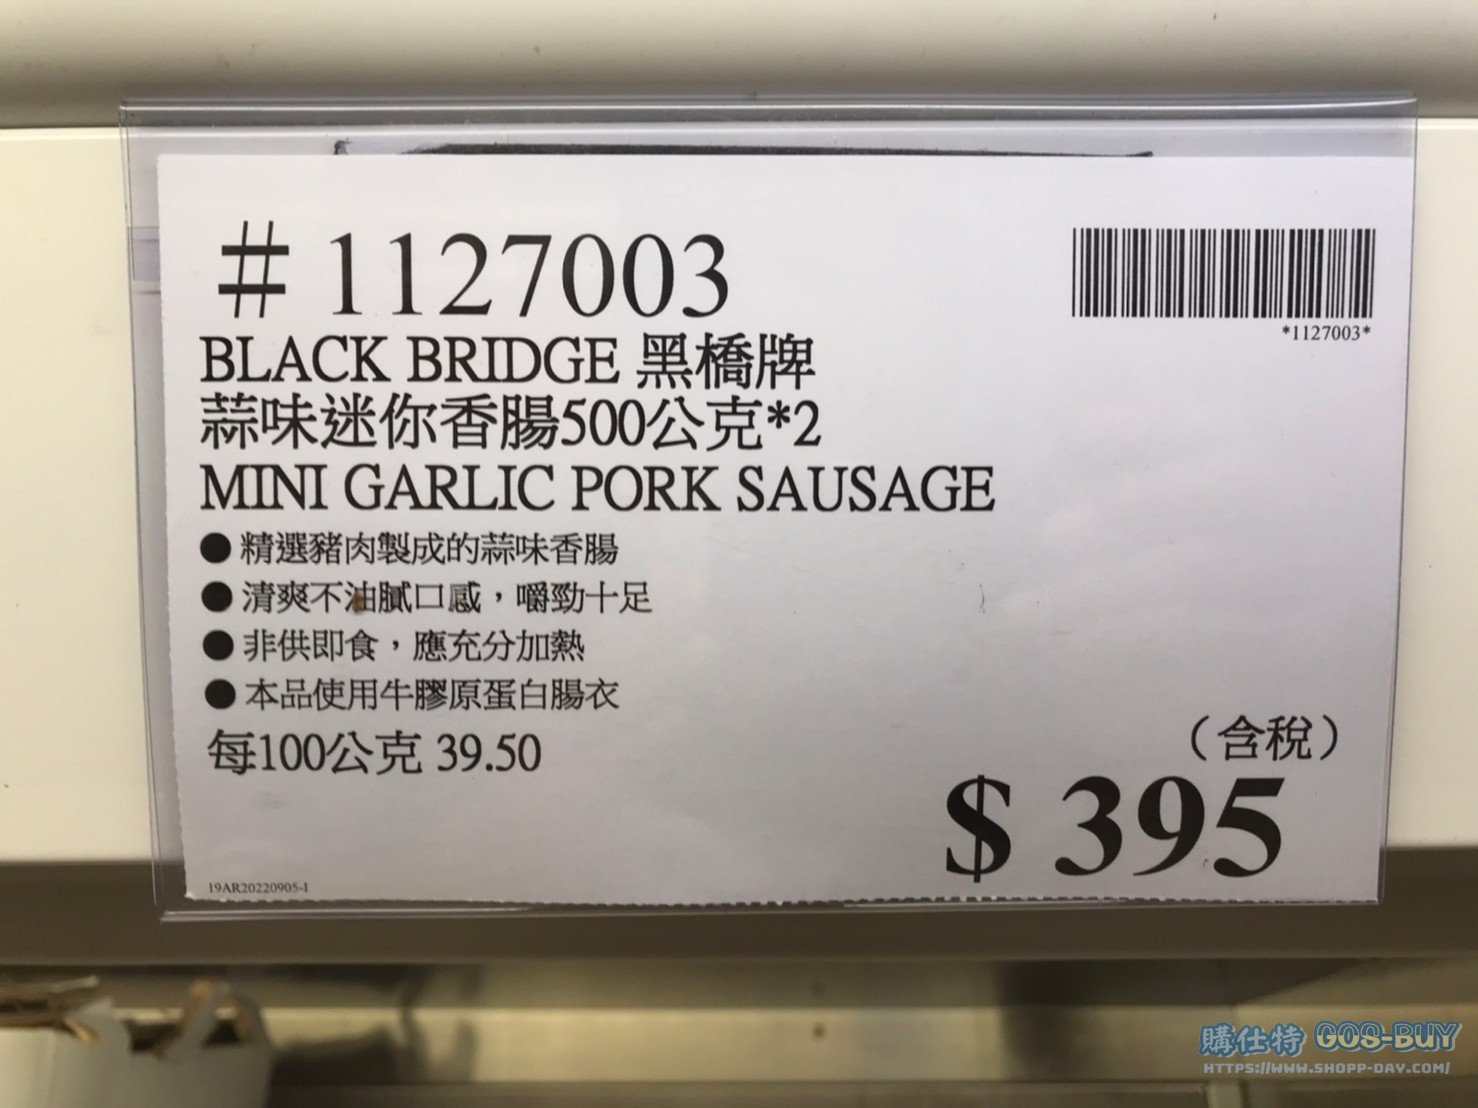 #1127003
*1127003*
BLACK BRIDGE 黑橋牌
蒜味迷你香腸500公克*2
MINI GARLIC PORK SAUSAGE
●精選豬肉製成的蒜味香腸
●清爽不油膩口感，嚼勁十足
●非供即食，應充分加熱
●本品使用牛膠原蛋白腸衣
每100公克 39.50
（含稅）
$ 395
19AR20220905-1
購仕特 GOS-BUY
HTTPS://WWW.SHOPP-DAY.COM/